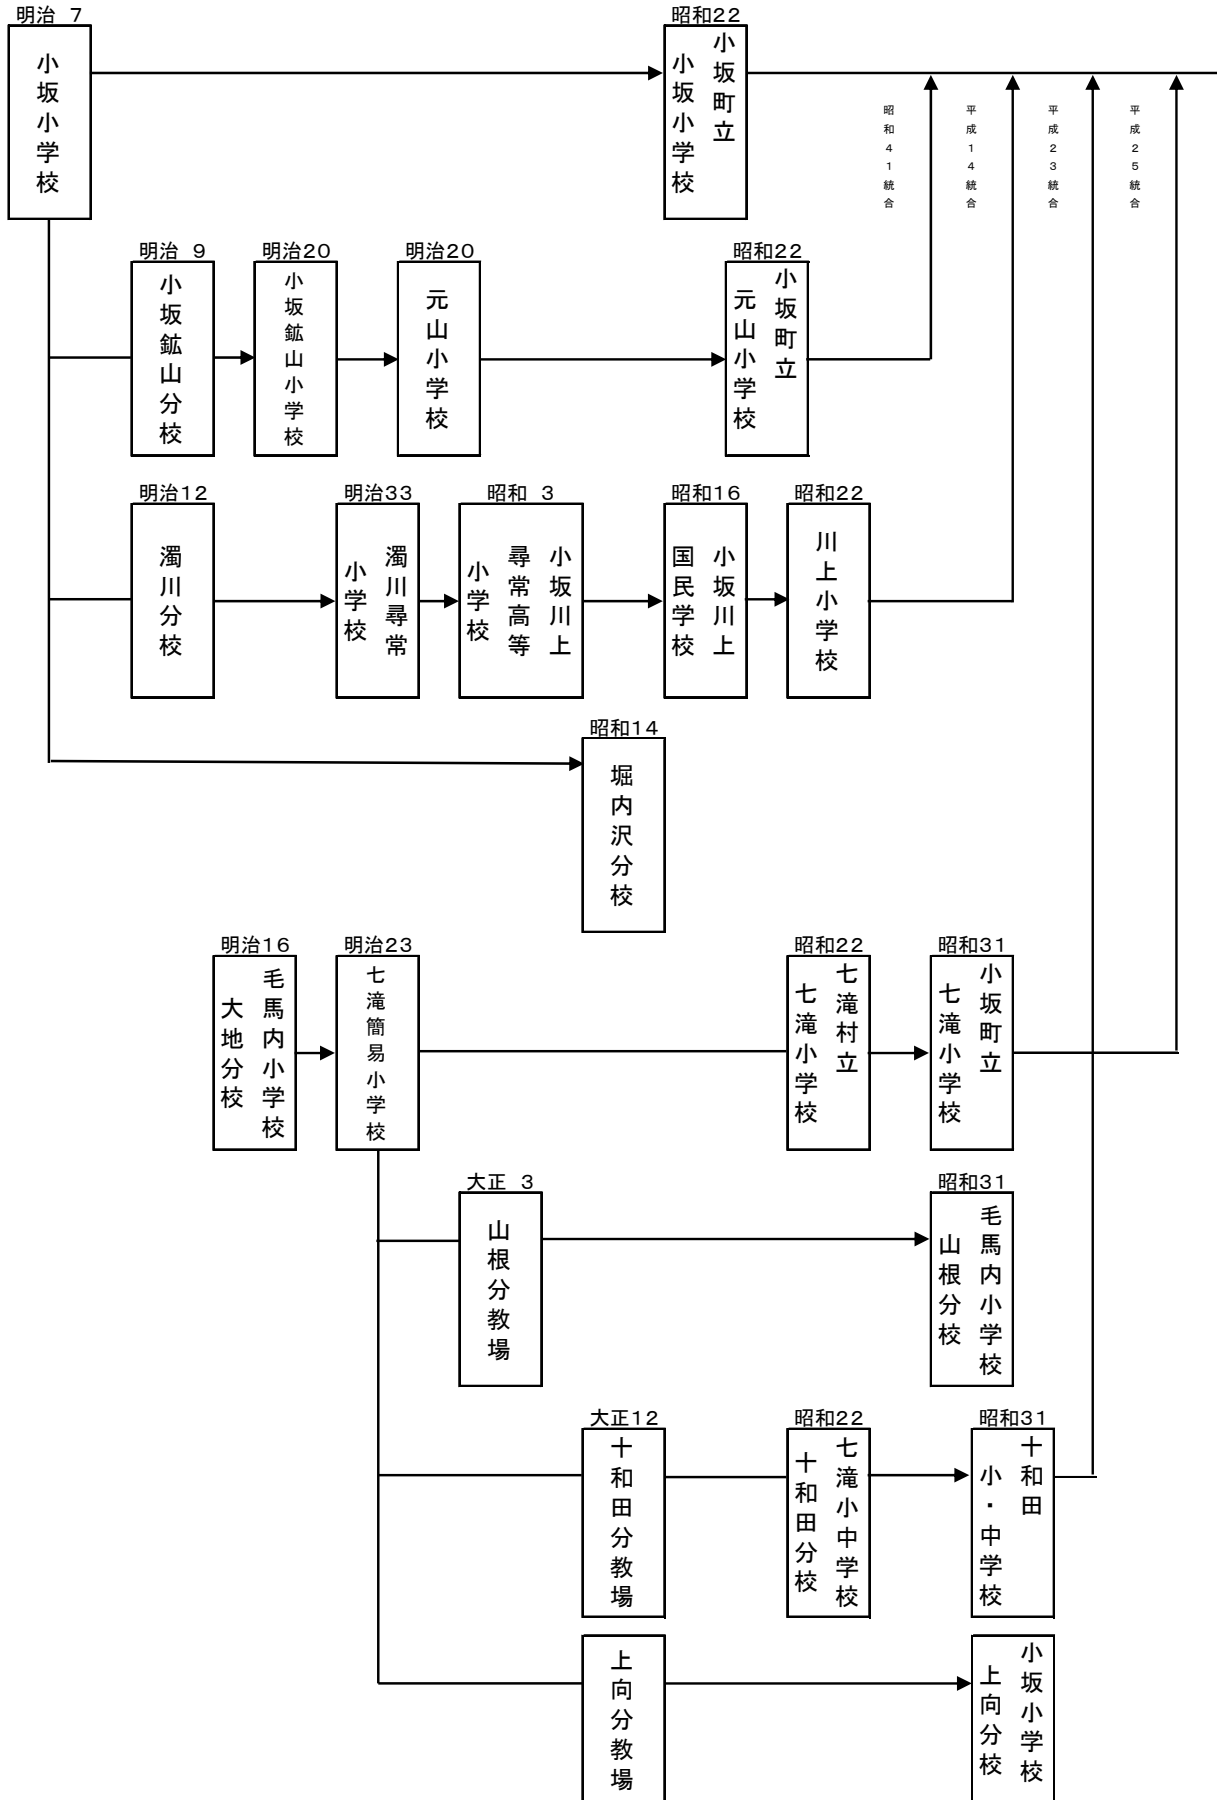 明治 7
小坂小学校
昭和22
小坂町立
小坂小学校
昭和41統合
平成14統合
平成23統合
平成25統合
明治 9
小坂鉱山分校
明治20
小坂鉱山小学校
明治20
元山小学校
昭和22
小坂町立
元山小学校
明治12
濁川分校
明治33
濁川尋常
小学校
昭和 3
小坂川上
尋常高等
小学校
昭和16
小坂川上
国民学校
昭和22
川上小学校
昭和14
堀内沢分校
明治16
毛馬内小学校
大地分校
明治23
七滝簡易小学校
昭和22
七滝村立
七滝小学校
昭和31
小坂町立
七滝小学校
大正 3
山根分教場
昭和31
毛馬内小学校
山根分校
大正12
十和田分教場
昭和22
七滝小中学校
十和田分校
昭和31
十和田
小・中学校
上向分教場
小坂小学校
上向分校